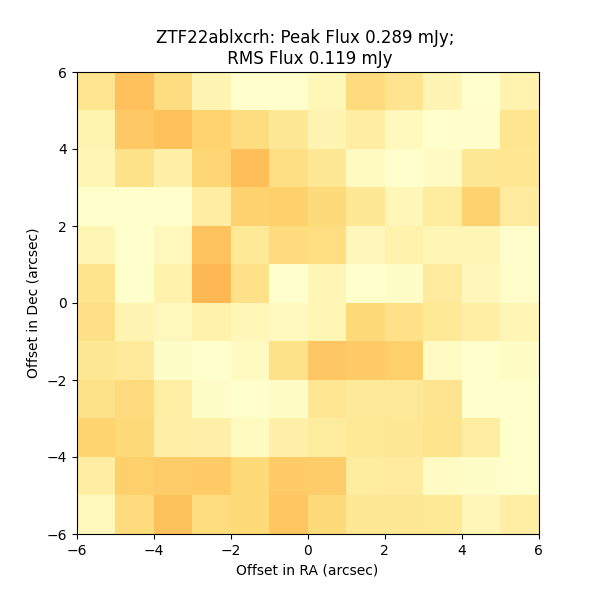 ZTF22ablxcrh: Peak Flux 0.289 mJy;
RMS Flux 0.119 mJy
6
4
2
0
−2
−4
−6
Offset in Dec (arcsec)
−6 −4 −2 0 2 4 6
Offset in RA (arcsec)